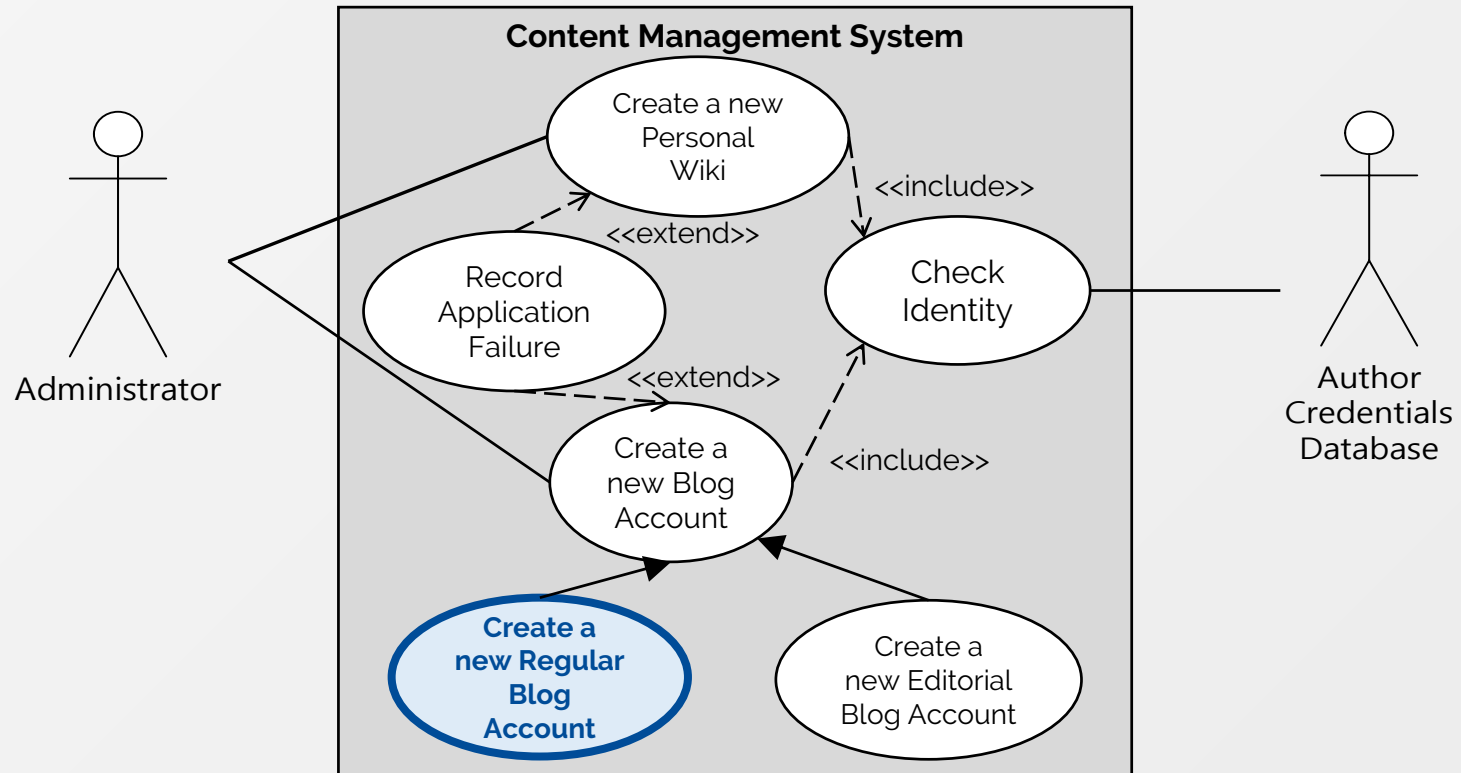 Content Management System
Create a new
Personal
Wiki
<<include>>
<<extend>>
Record
Application
Failure
Check
Identity
Administrator
Author
Credentials
Database
<<extend>>
Create a
new Blog
Account
<<include>>
Create a
new Regular
Blog
Account
Create a
new Editorial
Blog Account